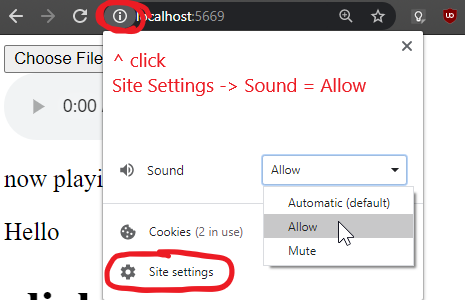 localhost:5669
Choose File
^ click
Site Settings -> Sound = Allow
0:00 /
now playi
Sound
Allow
Automatic (default)
Allow
Mute
Hello
Cookies (2 in use)
Site settings